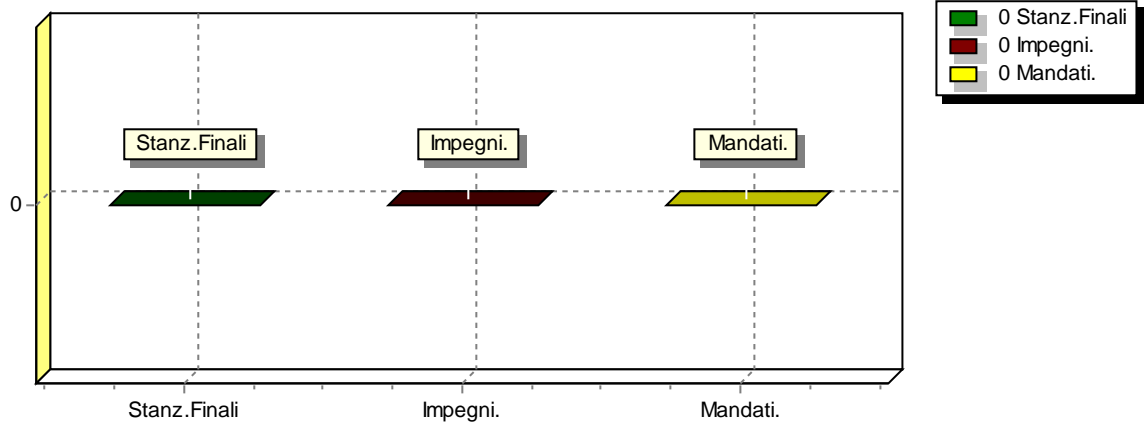 0 Stanz.Finali
0 Impegni.
0 Mandati.
Stanz.Finali
Impegni.
Mandati.
0
Stanz.Finali
Impegni.
Mandati.